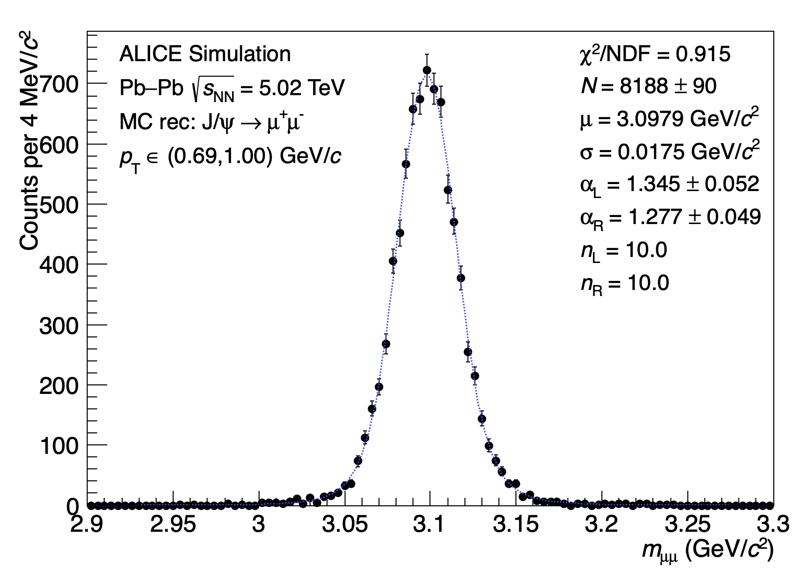 ALICE Simulation
Pb–Pb √sNN = 5.02 TeV
MC rec: J/ψ → μ⁺μ⁻
pT ∈ (0.69,1.00) GeV/c
χ²/NDF = 0.915
N = 8188 ± 90
μ = 3.0979 GeV/c²
σ = 0.0175 GeV/c²
αL = 1.345 ± 0.052
αR = 1.277 ± 0.049
nL = 10.0
nR = 10.0
Counts per 4 MeV/c²
700
600
500
400
300
200
100
0
2.9 2.95 3 3.05 3.1 3.15 3.2 3.25 3.3
mμμ (GeV/c²)